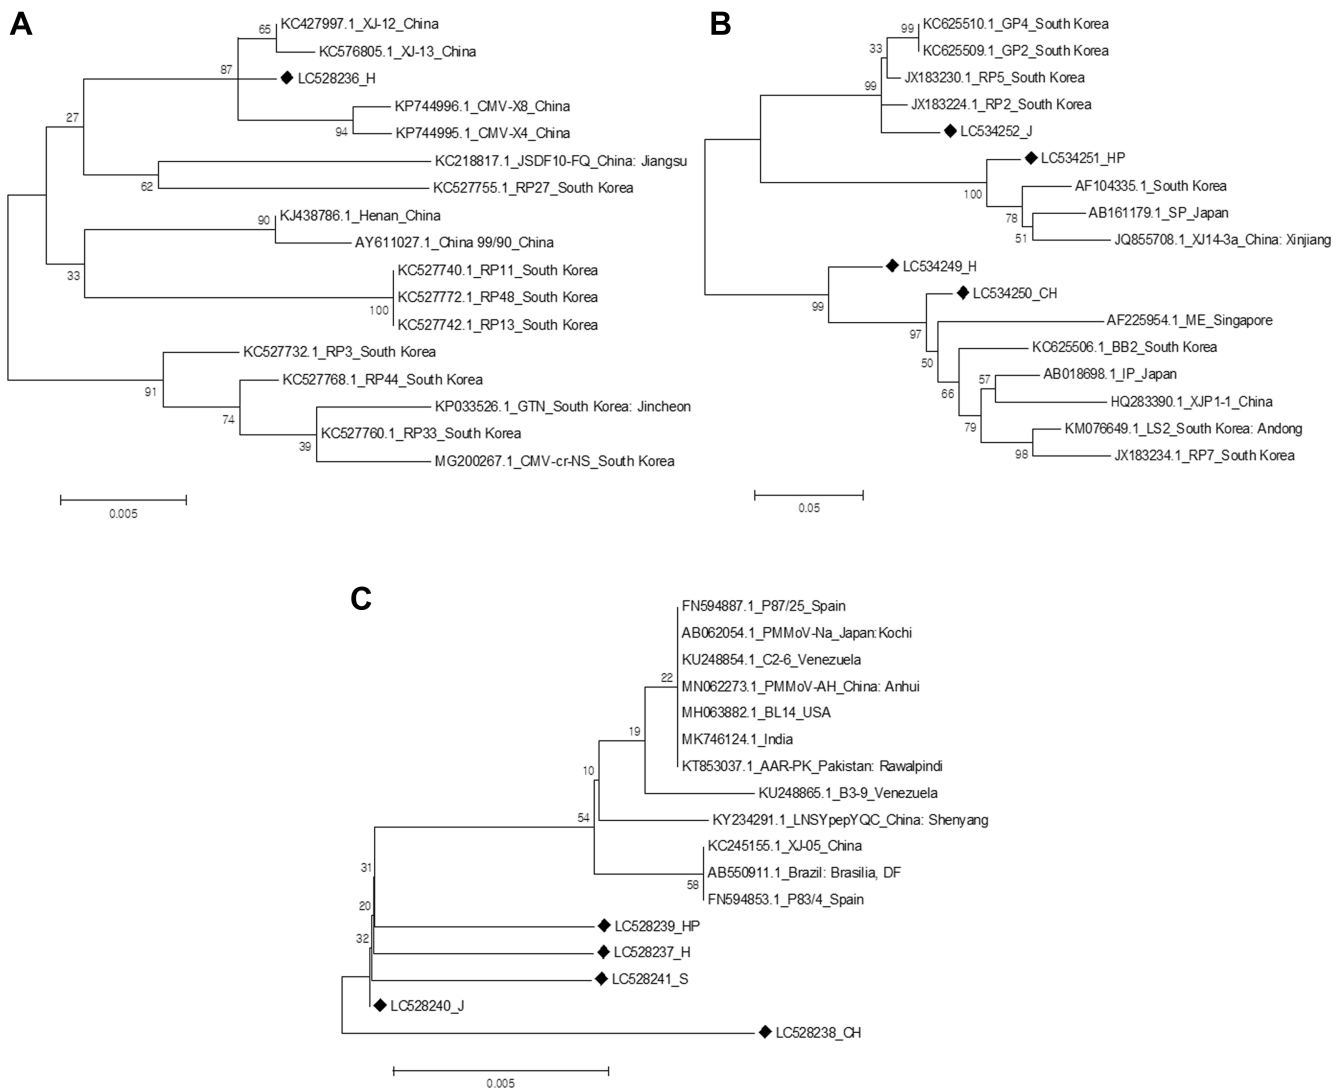 A
65
KC427997.1_XJ-12_China
KC576805.1_XJ-13_China
87
LC528236_H
KP744996.1_CMV-X8_China
94
KP744995.1_CMV-X4_China
27
KC218817.1_JSDF10-FQ_China: Jiangsu
62
KC527755.1_RP27_South Korea
90
KJ438786.1_Henan_China
AY611027.1_China 99/90_China
33
KC527740.1_RP11_South Korea
KC527772.1_RP48_South Korea
100
KC527742.1_RP13_South Korea
KC527732.1_RP3_South Korea
91
KC527768.1_RP44_South Korea
74
KP033526.1_GTN_South Korea: Jincheon
KC527760.1_RP33_South Korea
39
MG200267.1_CMV-cr-NS_South Korea
0.005
B
99
KC625510.1_GP4_South Korea
33
KC625509.1_GP2_South Korea
JX183230.1_RP5_South Korea
99
JX183224.1_RP2_South Korea
LC534252_J
LC534251_HP
100
AF104335.1_South Korea
78
AB161179.1_SP_Japan
51
JQ855708.1_XJ14-3a_China: Xinjiang
LC534249_H
99
LC534250_CH
97
AF225954.1_ME_Singapore
50
KC625506.1_BB2_South Korea
66
57
AB018698.1_IP_Japan
HQ283390.1_XJP1-1_China
79
KM076649.1_LS2_South Korea: Andong
98
JX183234.1_RP7_South Korea
0.05
C
FN594887.1_P87/25_Spain
AB062054.1_PMMoV-Na_Japan:Kochi
KU248854.1_C2-6_Venezuela
22
MN062273.1_PMMoV-AH_China: Anhui
MH063882.1_BL14_USA
19
MK746124.1_India
KT853037.1_AAR-PK_Pakistan: Rawalpindi
10
KU248865.1_B3-9_Venezuela
54
KY234291.1_LNSYpepYQC_China: Shenyang
KC245155.1_XJ-05_China
AB550911.1_Brazil: Brasilia, DF
58
FN594853.1_P83/4_Spain
31
20
LC528239_HP
32
LC528237_H
LC528241_S
LC528240_J
LC528238_CH
0.005